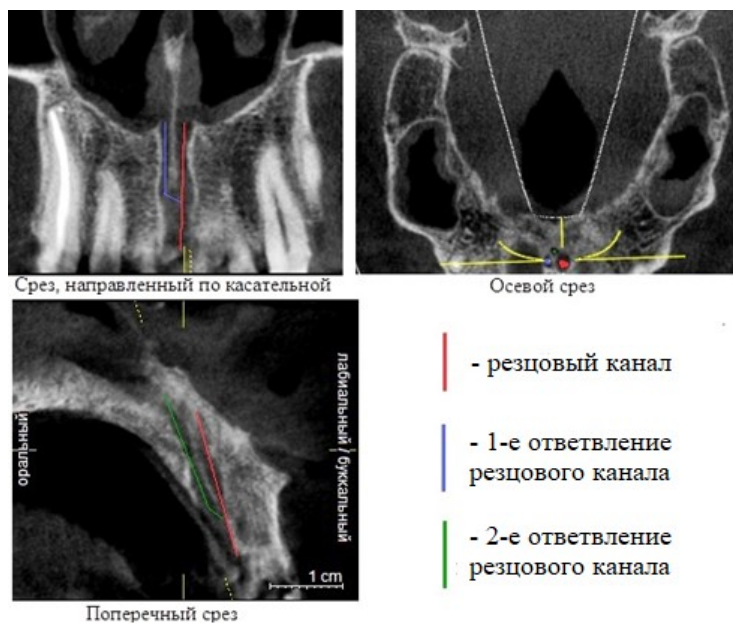 Срез, направленный по касательной
Осевой срез
оральный
лабиальный / буккальный
1 cm
Поперечный срез
- резцовый канал
- 1-е ответвление
резцового канала
- 2-е ответвление
резцового канала